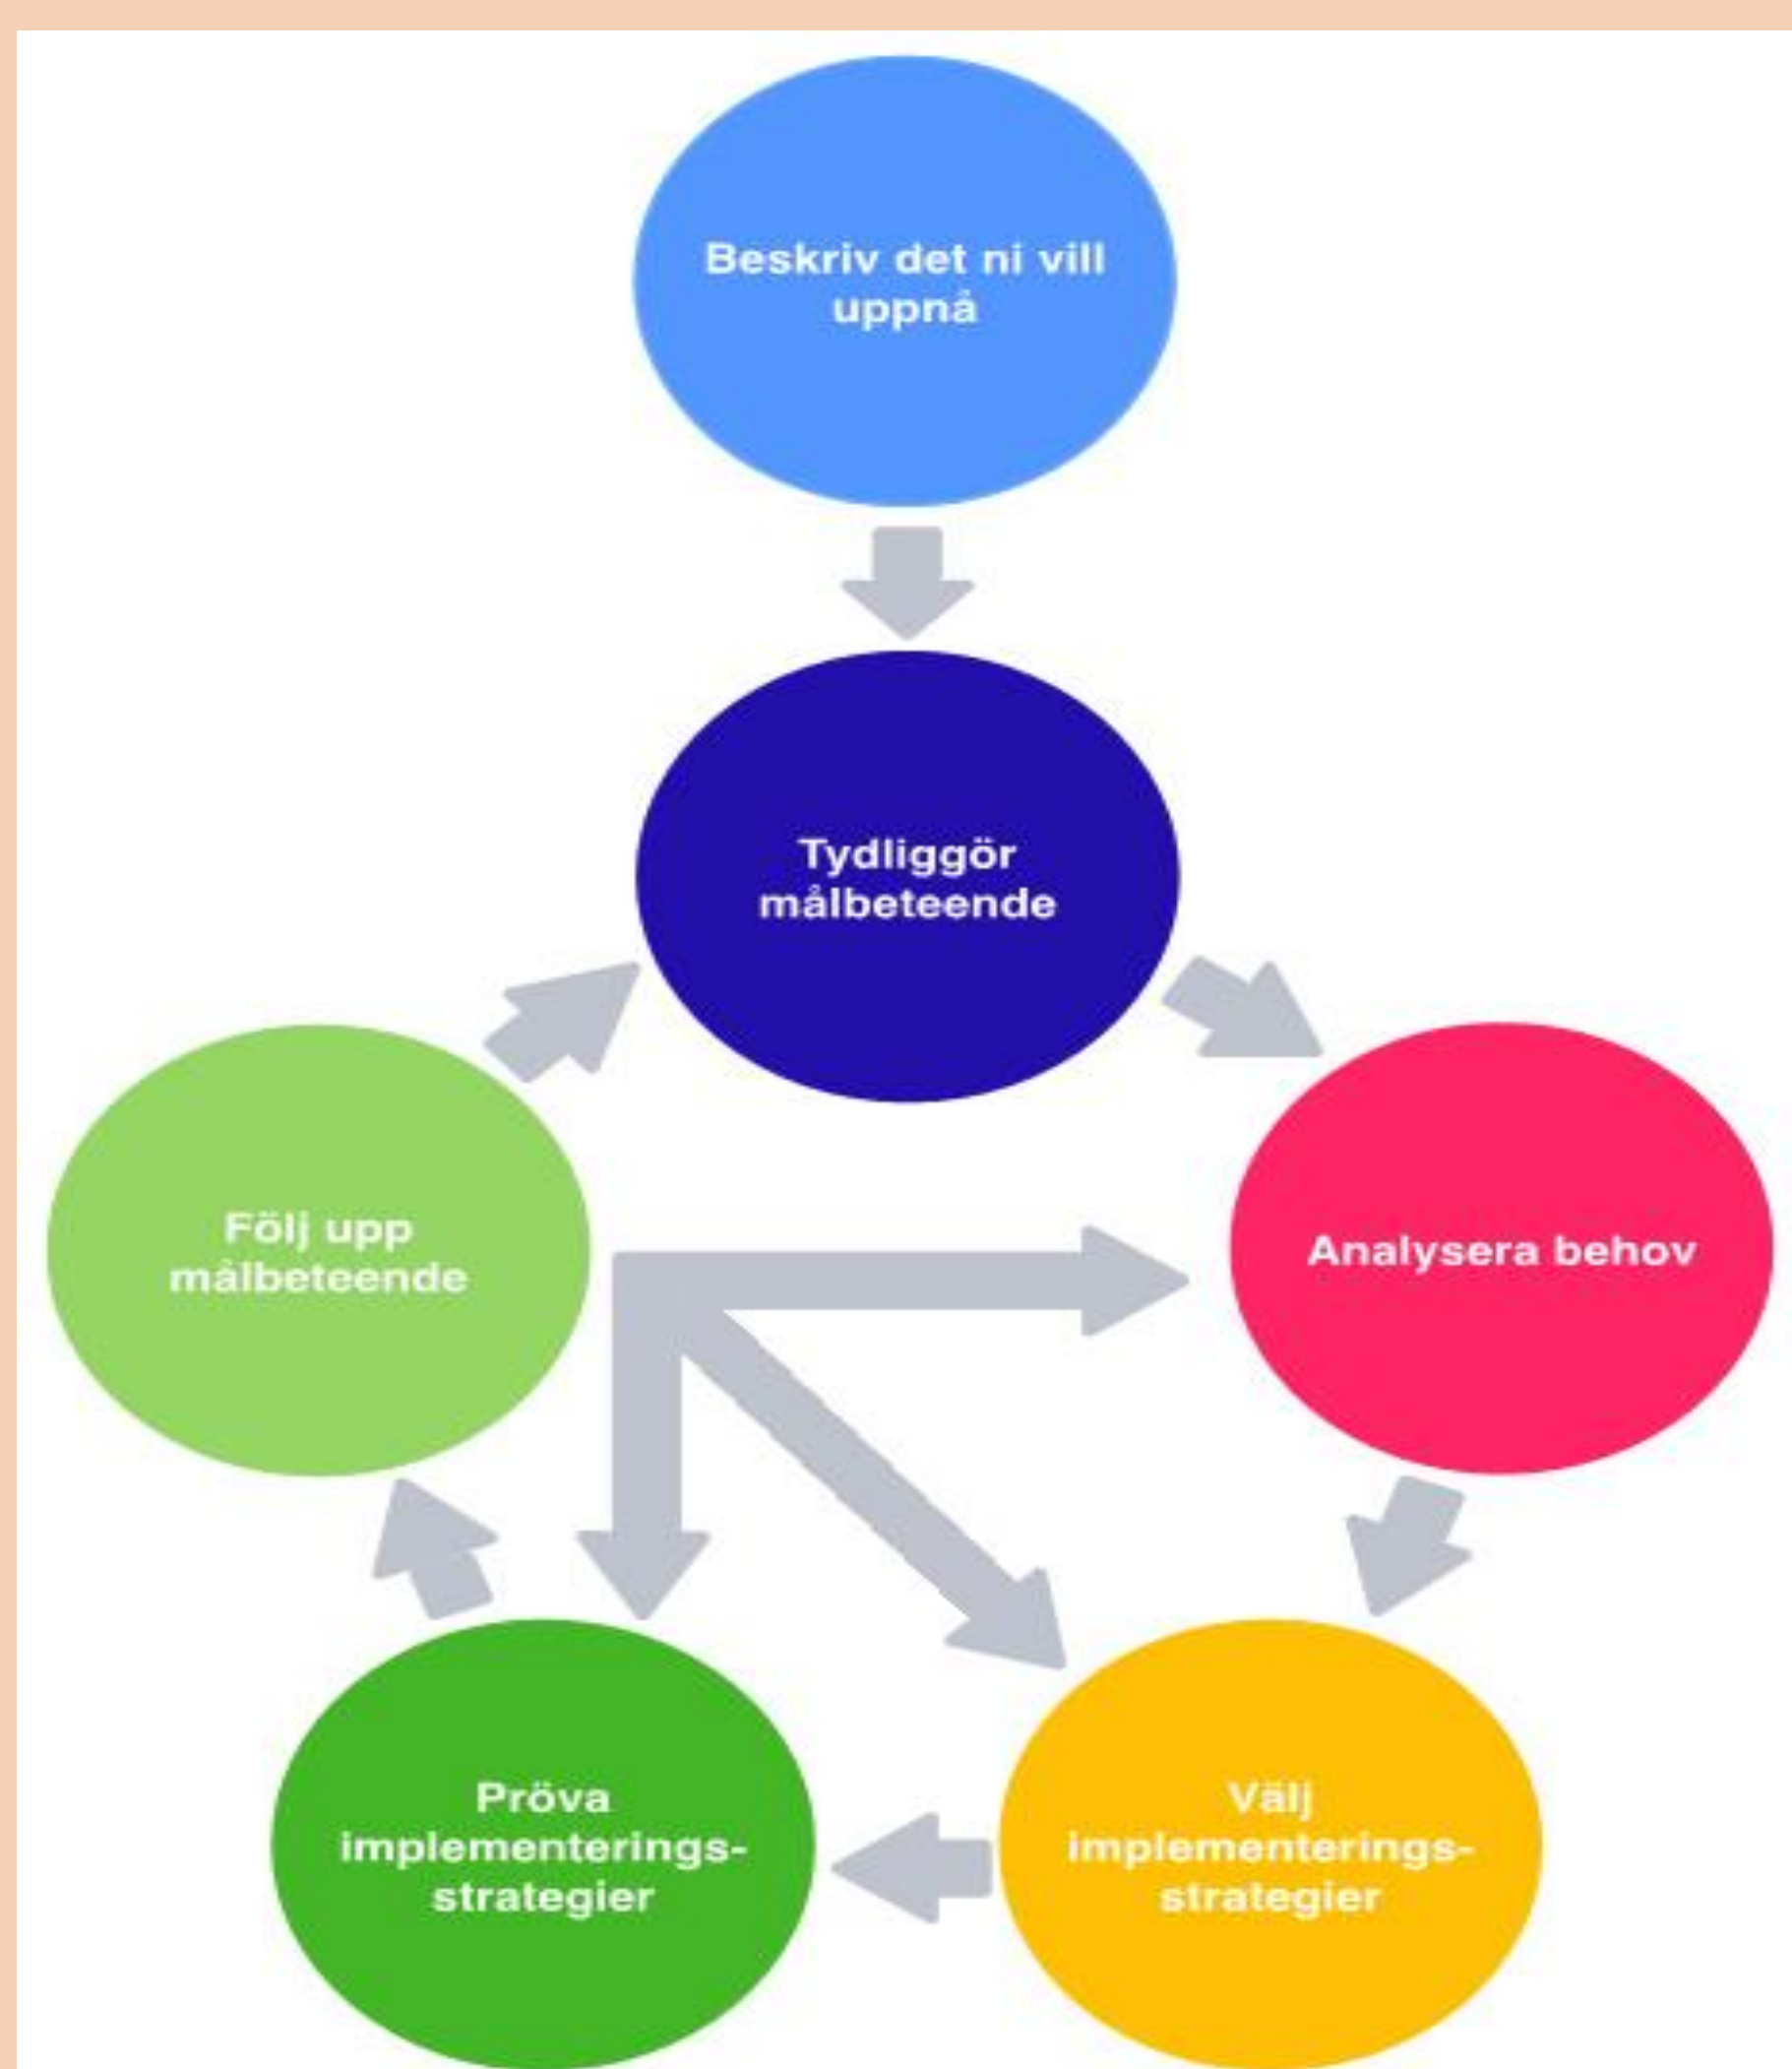 Beskriv det ni vill
uppnå
Tydliggör
målbeteende
Följ upp
målbeteende
Analysera behov
Pröva
implementerings-
strategier
Välj
implementerings-
strategier